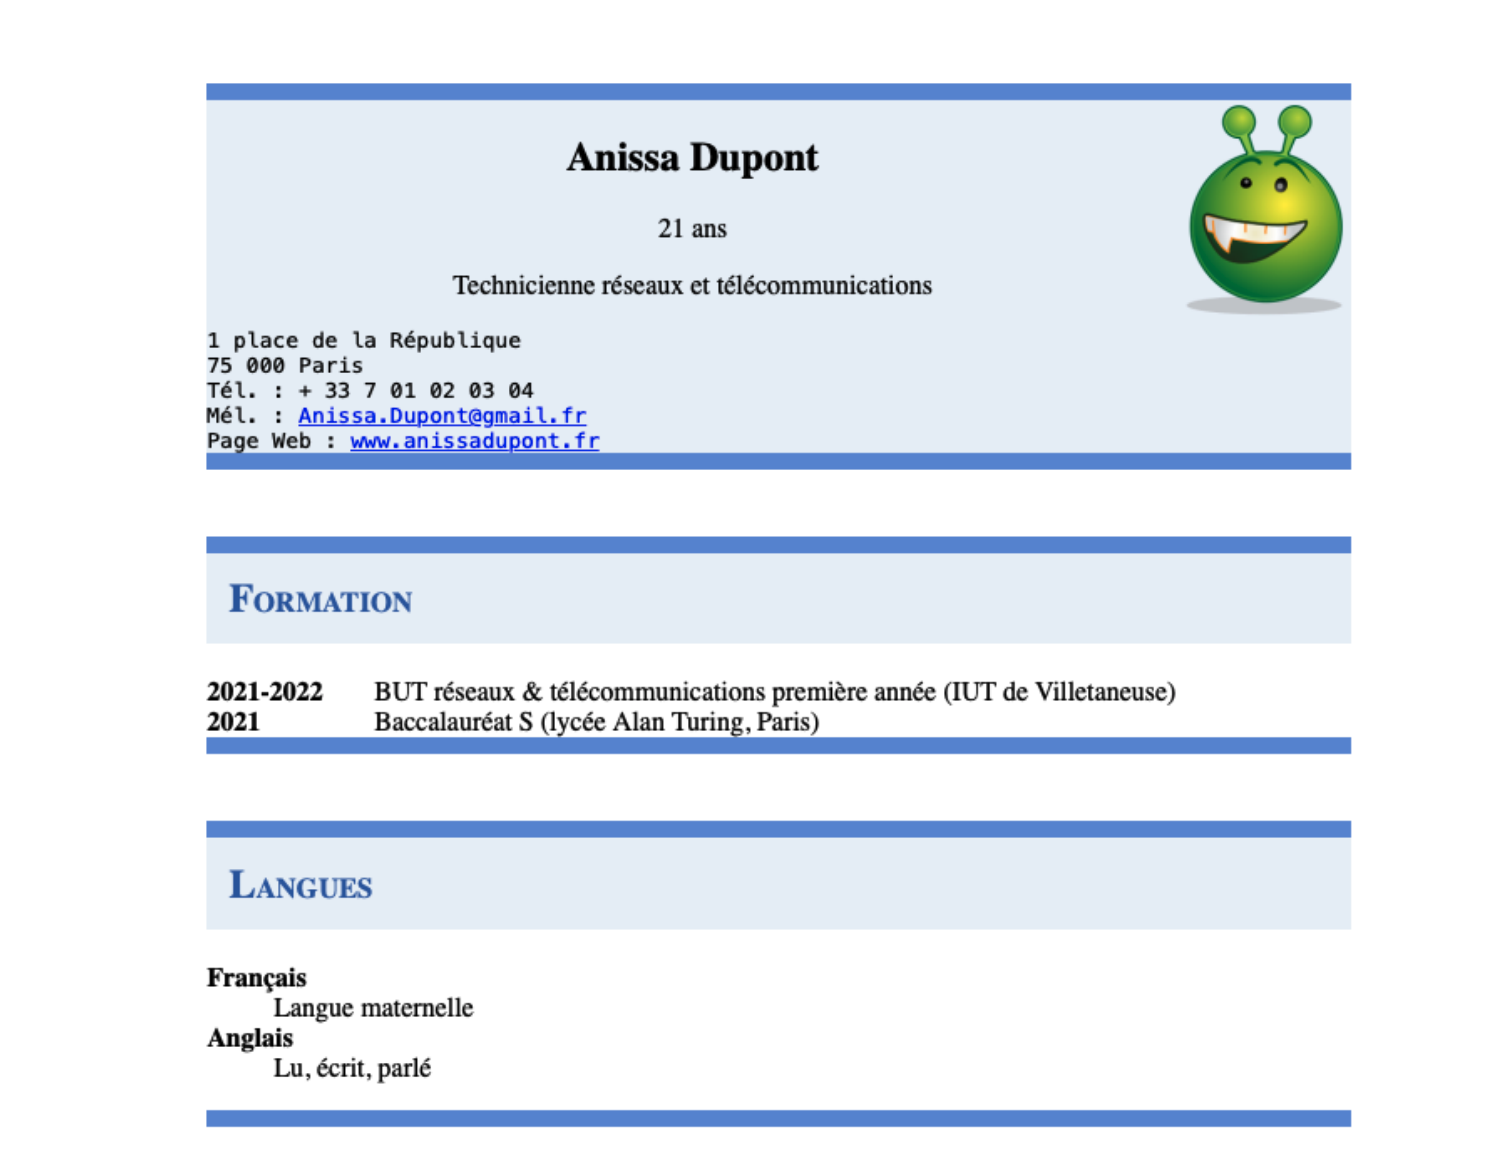 Anissa Dupont
21 ans
Technicienne réseaux et télécommunications
1 place de la République
75 000 Paris
Tél. : + 33 7 01 02 03 04
Mél. : Anissa.Dupont@gmail.fr
Page Web : www.anissadupont.fr
Formation
2021-2022 BUT réseaux & télécommunications première année (IUT de Villetaneuse)
2021 Baccalauréat S (lycée Alan Turing, Paris)
Langues
Français
Langue maternelle
Anglais
Lu, écrit, parlé